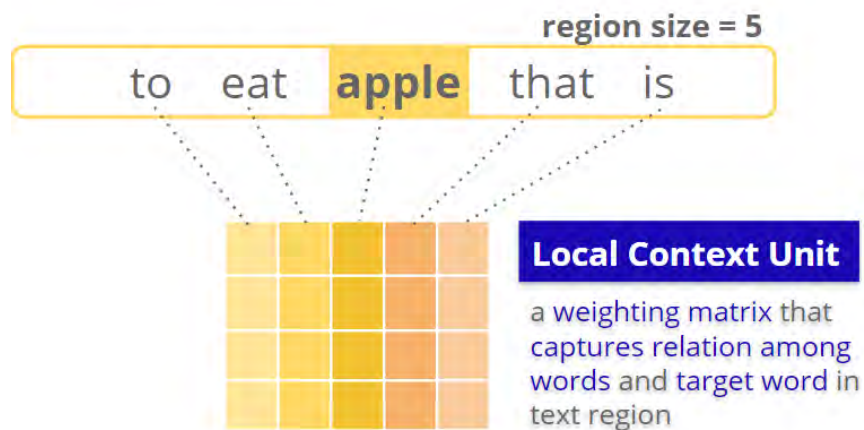 region size = 5
to eat apple that is
Local Context Unit
a weighting matrix that
captures relation among
words and target word in
text region